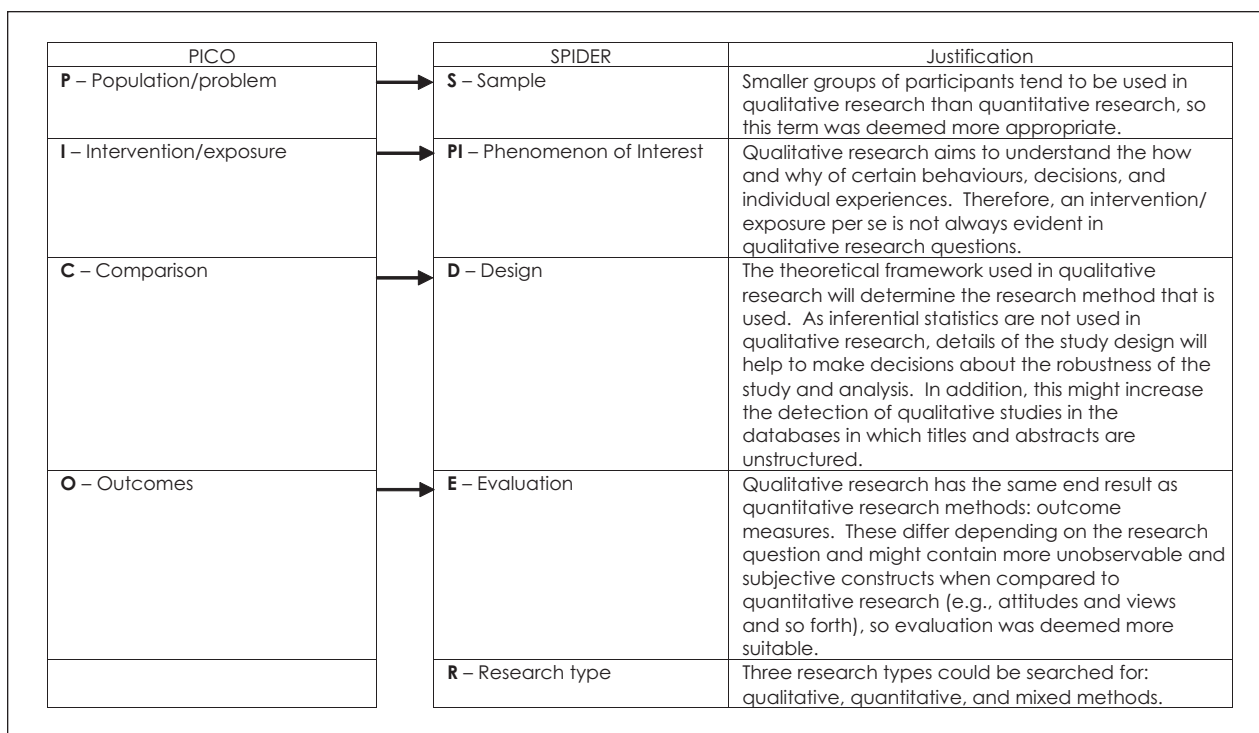 PICO SPIDER Justification
P – Population/problem S – Sample Smaller groups of participants tend to be used in
qualitative research than quantitative research, so
this term was deemed more appropriate.
I – Intervention/exposure PI – Phenomenon of Interest Qualitative research aims to understand the how
and why of certain behaviours, decisions, and
individual experiences. Therefore, an intervention/
exposure per se is not always evident in
qualitative research questions.
C – Comparison D – Design The theoretical framework used in qualitative
research will determine the research method that is
used. As inferential statistics are not used in
qualitative research, details of the study design will
help to make decisions about the robustness of the
study and analysis. In addition, this might increase
the detection of qualitative studies in the
databases in which titles and abstracts are
unstructured.
O – Outcomes E – Evaluation Qualitative research has the same end result as
quantitative research methods: outcome
measures. These differ depending on the research
question and might contain more unobservable and
subjective constructs when compared to
quantitative research (e.g., attitudes and views
and so forth), so evaluation was deemed more
suitable.
R – Research type Three research types could be searched for:
qualitative, quantitative, and mixed methods.